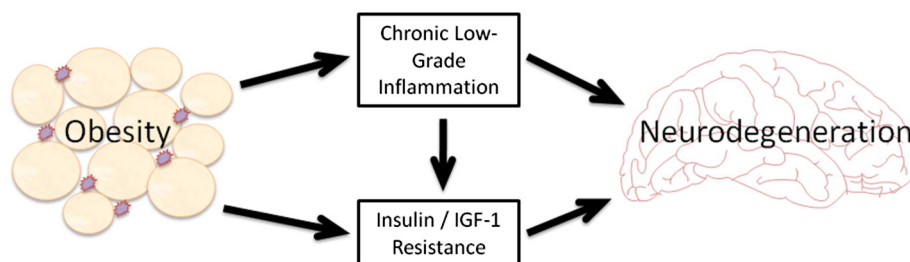 Obesity
Chronic Low-
Grade
Inflammation
Insulin / IGF-1
Resistance
Neurodegeneration